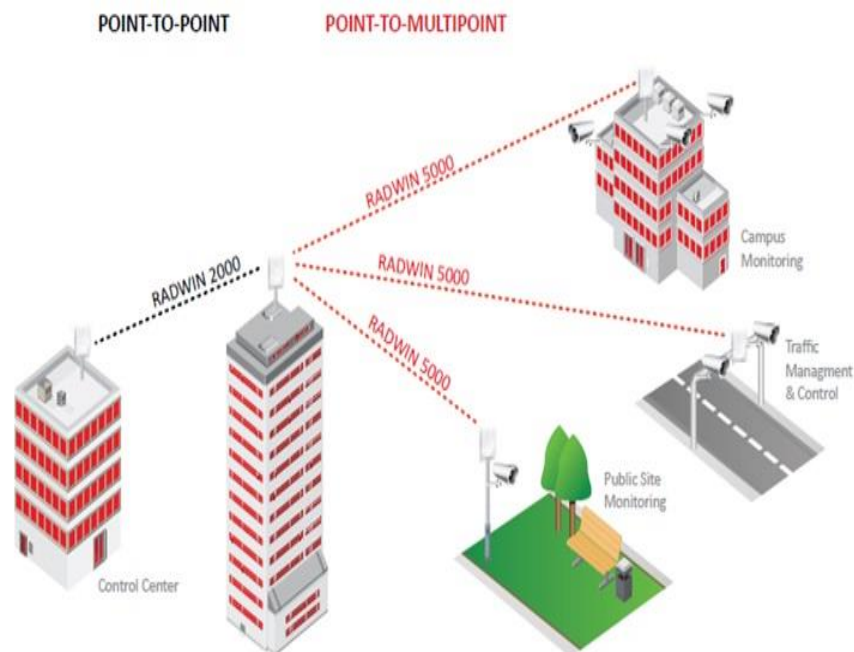 POINT-TO-POINT
POINT-TO-MULTIPOINT
RADWIN 5000
Campus
Monitoring
RADWIN 2000
RADWIN 5000
RADWIN 5000
Traffic
Managment
& Control
Public Site
Monitoring
Control Center